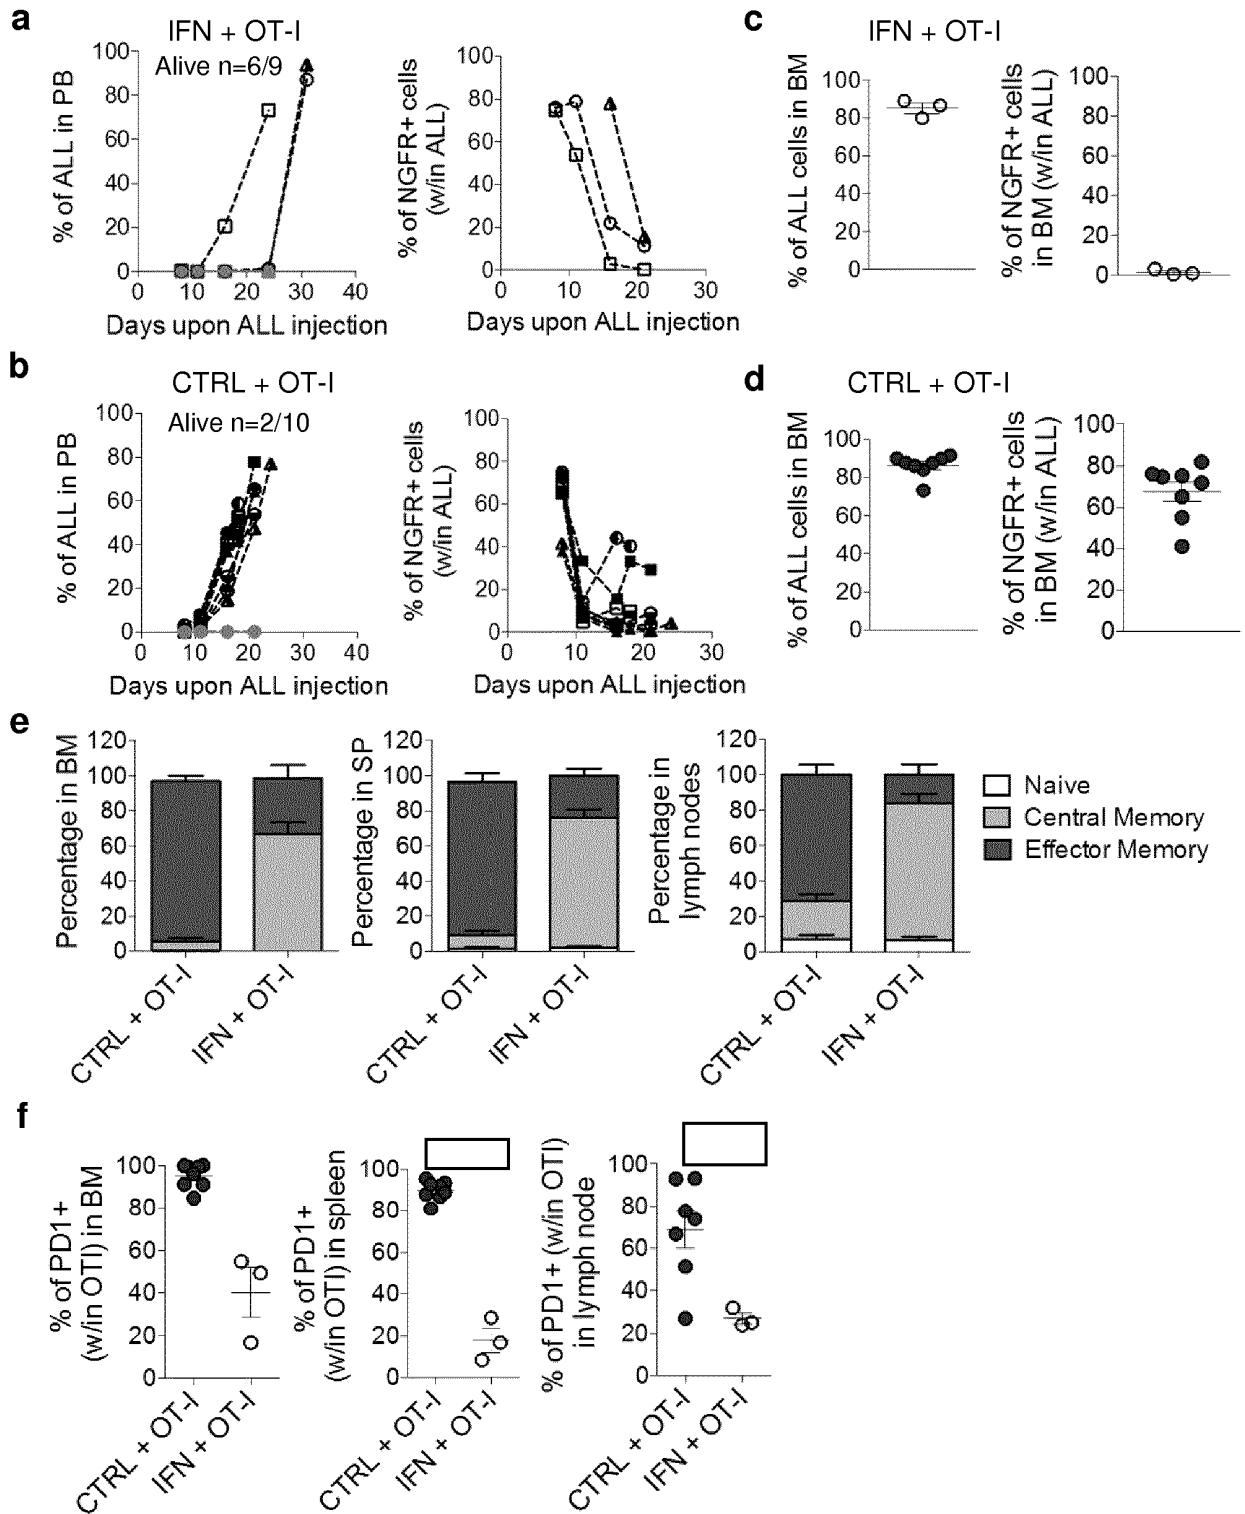 a
IFN + OT-I
Alive n=6/9
% of ALL in PB
100
80
60
40
20
0
0 10 20 30 40
Days upon ALL injection
% of NGFR+ cells
(w/in ALL)
100
80
60
40
20
0
0 10 20 30
Days upon ALL injection
c
IFN + OT-I
% of ALL cells in BM
100
80
60
40
20
0
% of NGFR+ cells
in BM (w/in ALL)
100
80
60
40
20
0
b
CTRL + OT-I
Alive n=2/10
% of ALL in PB
100
80
60
40
20
0
0 10 20 30 40
Days upon ALL injection
% of NGFR+ cells
(w/in ALL)
100
80
60
40
20
0
0 10 20 30
Days upon ALL injection
d
CTRL + OT-I
% of ALL cells in BM
100
80
60
40
20
0
% of NGFR+ cells
in BM (w/in ALL)
100
80
60
40
20
0
e
Percentage in BM
120
100
80
60
40
20
0
CTRL + OT-I
IFN + OT-I
Percentage in SP
120
100
80
60
40
20
0
CTRL + OT-I
IFN + OT-I
Percentage in
lymph nodes
120
100
80
60
40
20
0
CTRL + OT-I
IFN + OT-I
Naive
Central Memory
Effector Memory
f
% of PD1+
(w/in OTI) in BM
100
80
60
40
20
0
CTRL + OT-I
IFN + OT-I
% of PD1+
(w/in OTI) in spleen
100
80
60
40
20
0
CTRL + OT-I
IFN + OT-I
% of PD1+ (w/in OTI)
in lymph node
100
80
60
40
20
0
CTRL + OT-I
IFN + OT-I